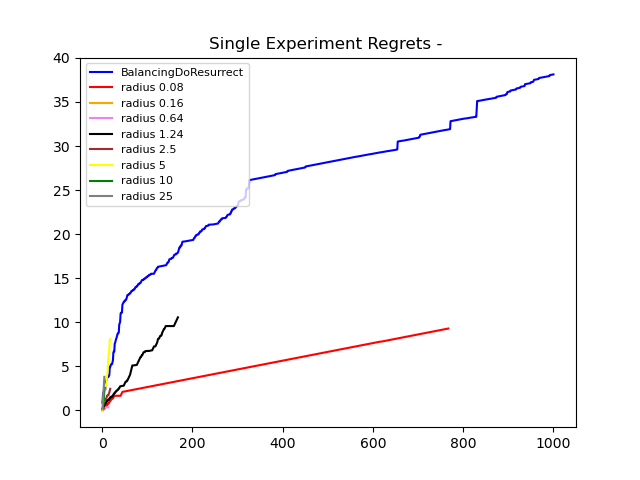 Single Experiment Regrets -
40
35
30
25
20
15
10
5
0
BalancingDoResurrect
radius 0.08
radius 0.16
radius 0.64
radius 1.24
radius 2.5
radius 5
radius 10
radius 25
0 200 400 600 800 1000